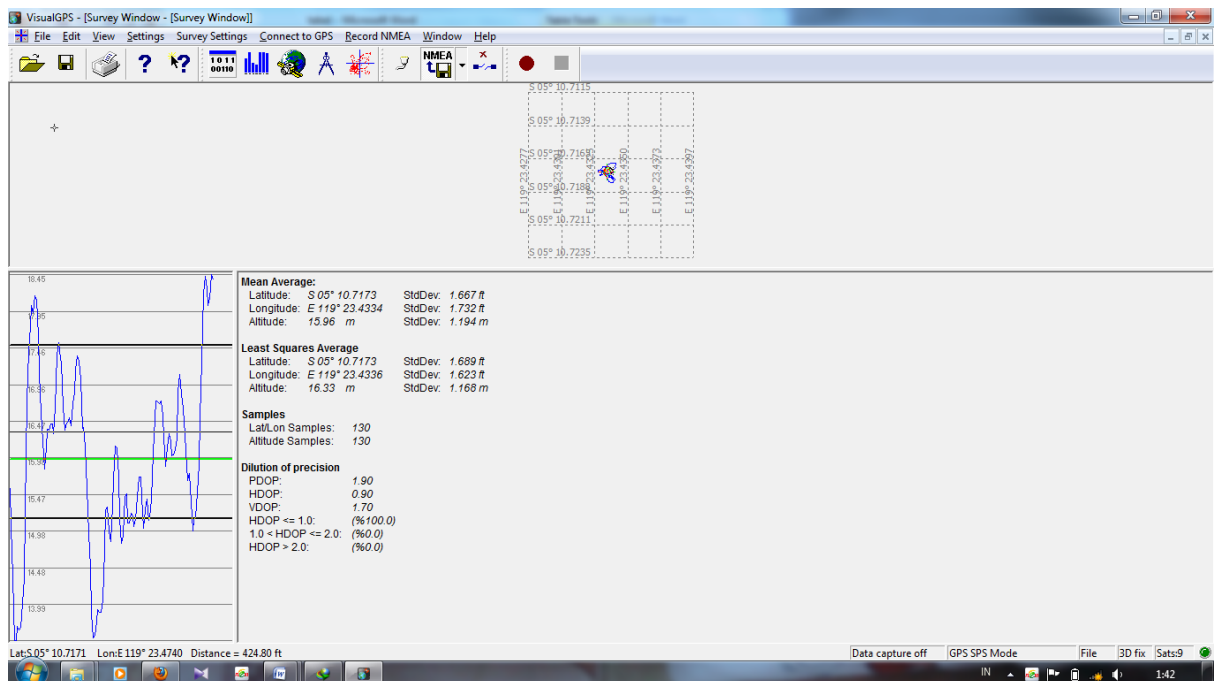 VisualGPS - [Survey Window - [Survey Window]]
File Edit View Settings Survey Settings Connect to GPS Record NMEA Window Help
1011
00110
NMEA
S 05° 10.7115
S 05° 10.7139
S 05° 10.7211
S 05° 10.7235
E 119° 23.4277
E 119° 23.4350
E 119° 23.4373
E 119° 23.4397
18.45
16.96
15.47
14.98
14.48
13.99
Mean Average:
Latitude: S 05° 10.7173 StdDev: 1.667 ft
Longitude: E 119° 23.4334 StdDev: 1.732 ft
Altitude: 15.96 m StdDev: 1.194 m
Least Squares Average
Latitude: S 05° 10.7173 StdDev: 1.689 ft
Longitude: E 119° 23.4336 StdDev: 1.623 ft
Altitude: 16.33 m StdDev: 1.168 m
Samples
Lat/Lon Samples: 130
Altitude Samples: 130
Dilution of precision
PDOP: 1.90
HDOP: 0.90
VDOP: 1.70
HDOP <= 1.0: (%100.0)
1.0 < HDOP <= 2.0: (%0.0)
HDOP > 2.0: (%0.0)
Lat:S 05° 10.7171 Lon:E 119° 23.4740 Distance = 424.80 ft
Data capture off GPS SPS Mode File 3D fix Sats:9
IN 1:42